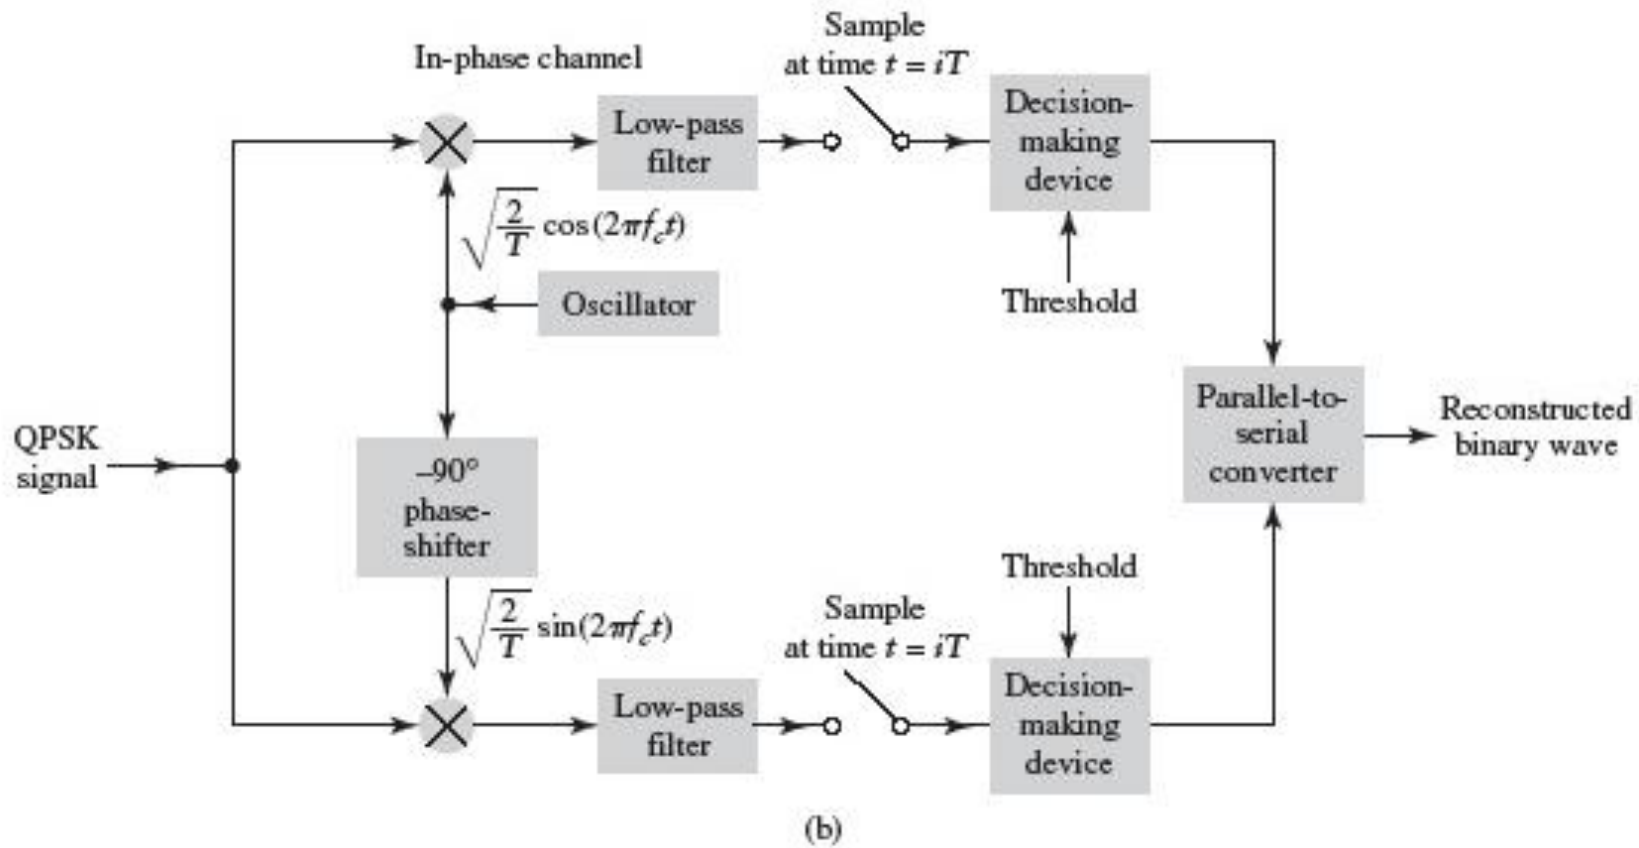 Sample
at time t = iT
In-phase channel
Low-pass
filter
Decision-
making
device
√2/T cos(2πf_ct)
Threshold
Oscillator
QPSK
signal
–90°
phase-
shifter
Parallel-to-
serial
converter
Reconstructed
binary wave
√2/T sin(2πf_ct)
Threshold
Sample
at time t = iT
Low-pass
filter
Decision-
making
device
(b)